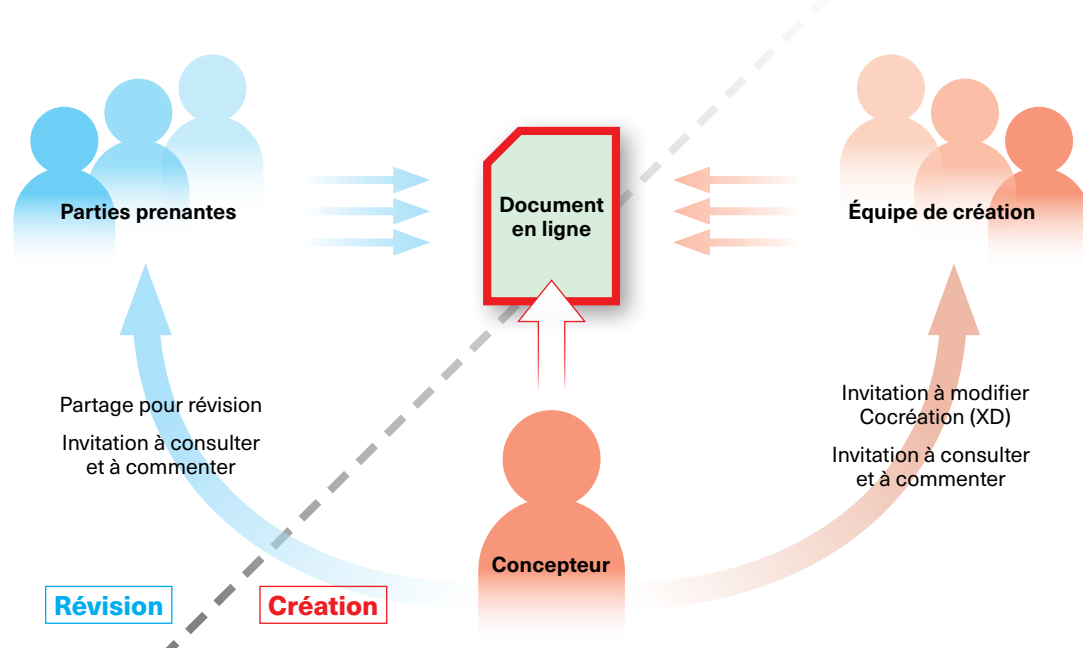 Parties prenantes
Document
en ligne
Équipe de création
Partage pour révision
Invitation à consulter
et à commenter
Invitation à modifier
Cocréation (XD)
Invitation à consulter
et à commenter
Concepteur
Révision
Création